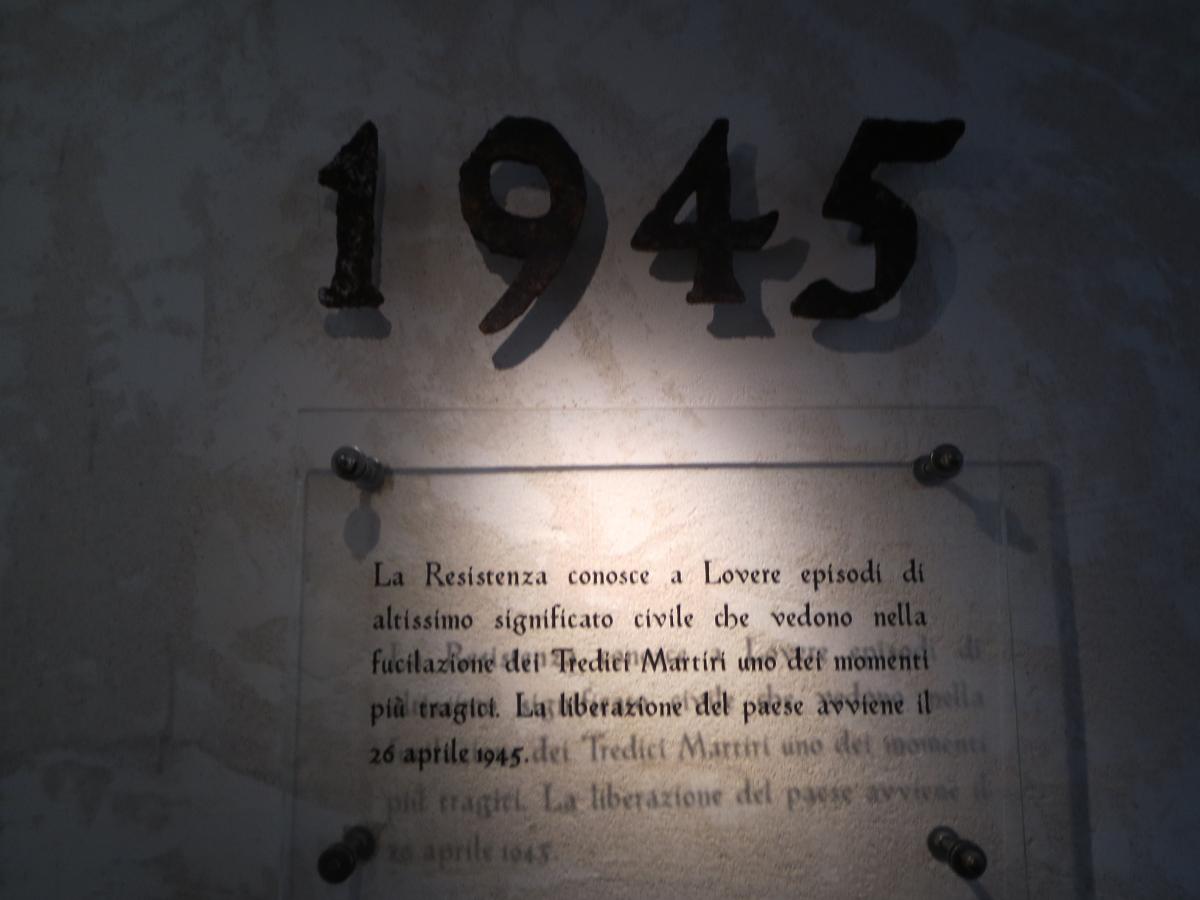 1945
La Resistenza conosce a Lovere episodi di
altissimo significato civile che vedono nella
fucilazione dei Tredici Martiri uno dei momenti
più tragici. La liberazione del paese avviene il
26 aprile 1945.